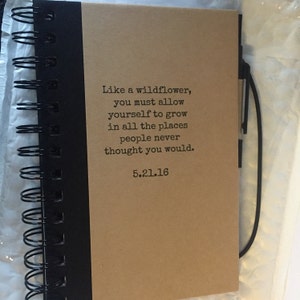 Like a wildflower,
you must allow
yourself to grow
in all the places
people never
thought you would.
5.21.16